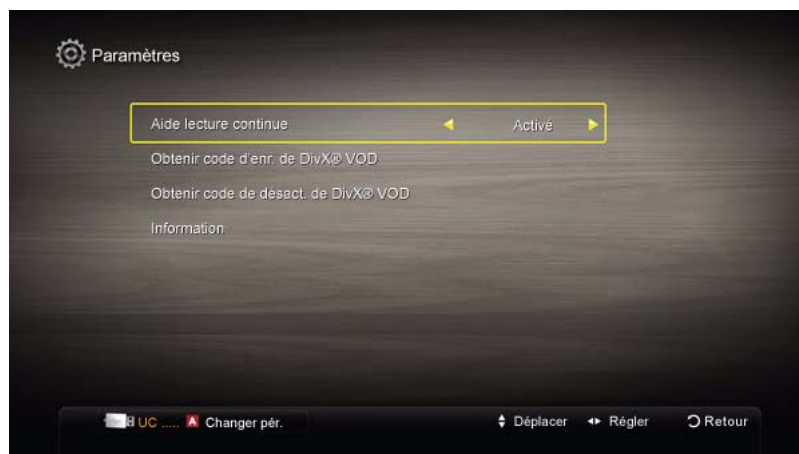 Paramètres
Aide lecture continue Activé
Obtenir code d'enr. de DivX® VOD
Obtenir code de désact. de DivX® VOD
Information
UC ..... A Changer pér. Déplacer Régler Retour